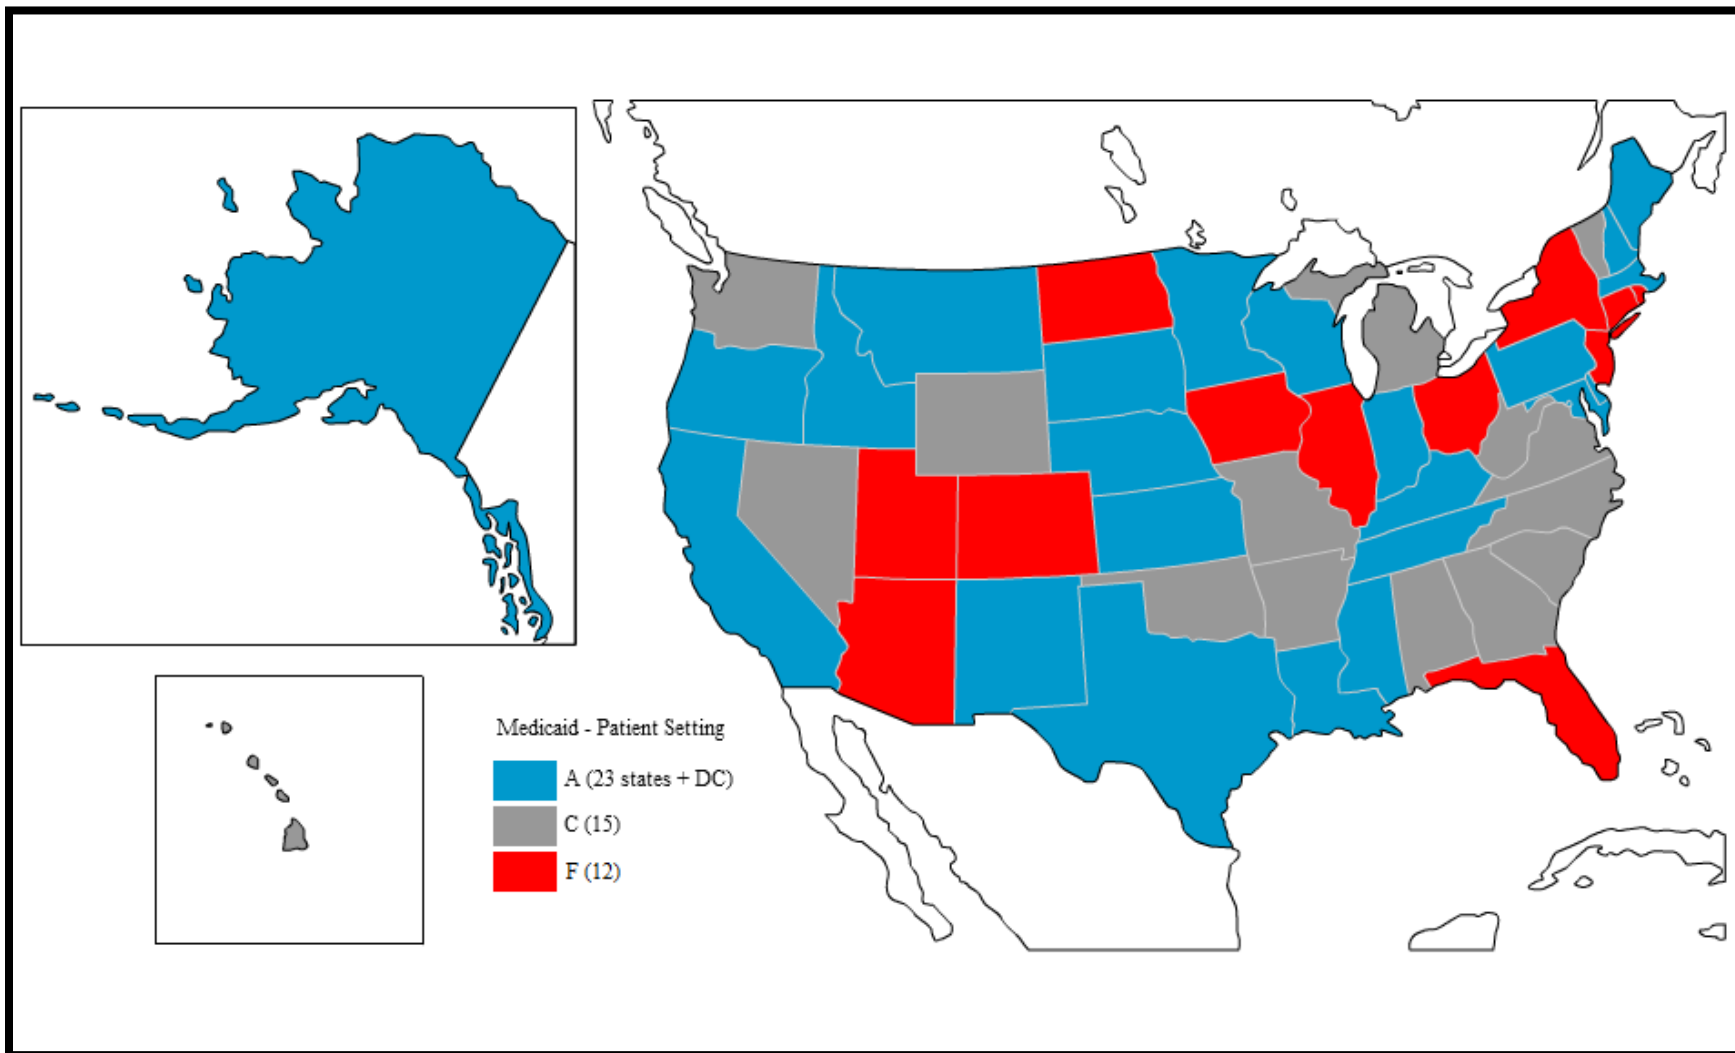 Medicaid - Patient Setting
A (23 states + DC)
C (15)
F (12)